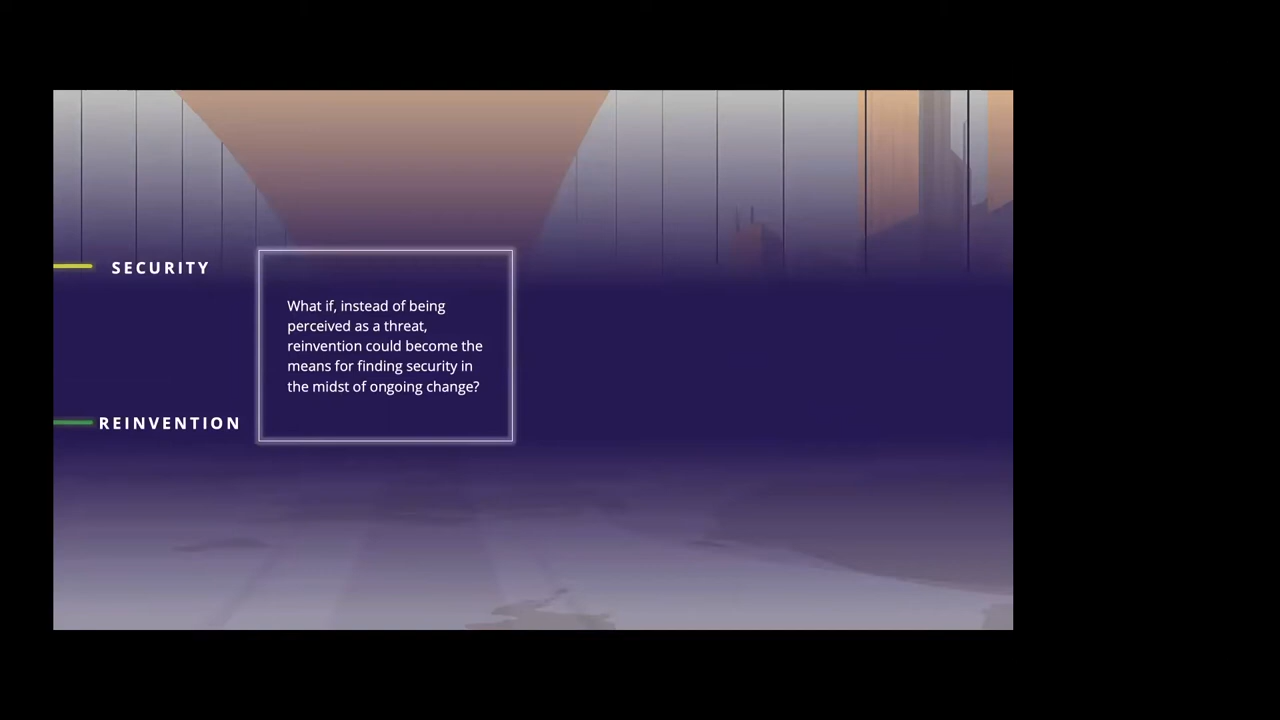 SECURITY
What if, instead of being
perceived as a threat,
reinvention could become the
means for finding security in
the midst of ongoing change?
REINVENTION